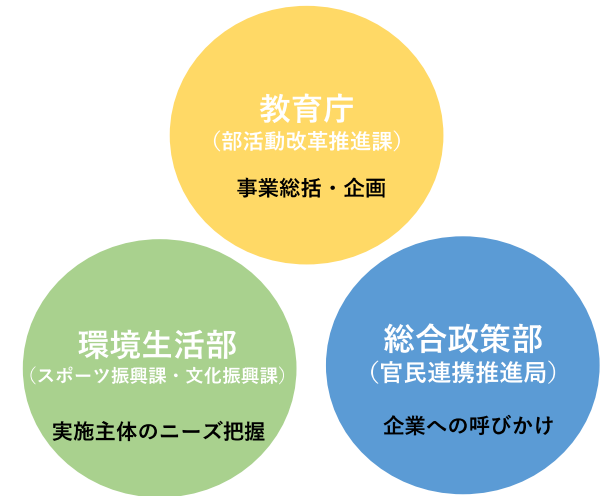 教育庁
（部活動改革推進課）
事業総括・企画
環境生活部
（スポーツ振興課・文化振興課）
実施主体のニーズ把握
総合政策部
（官民連携推進局）
企業への呼びかけ